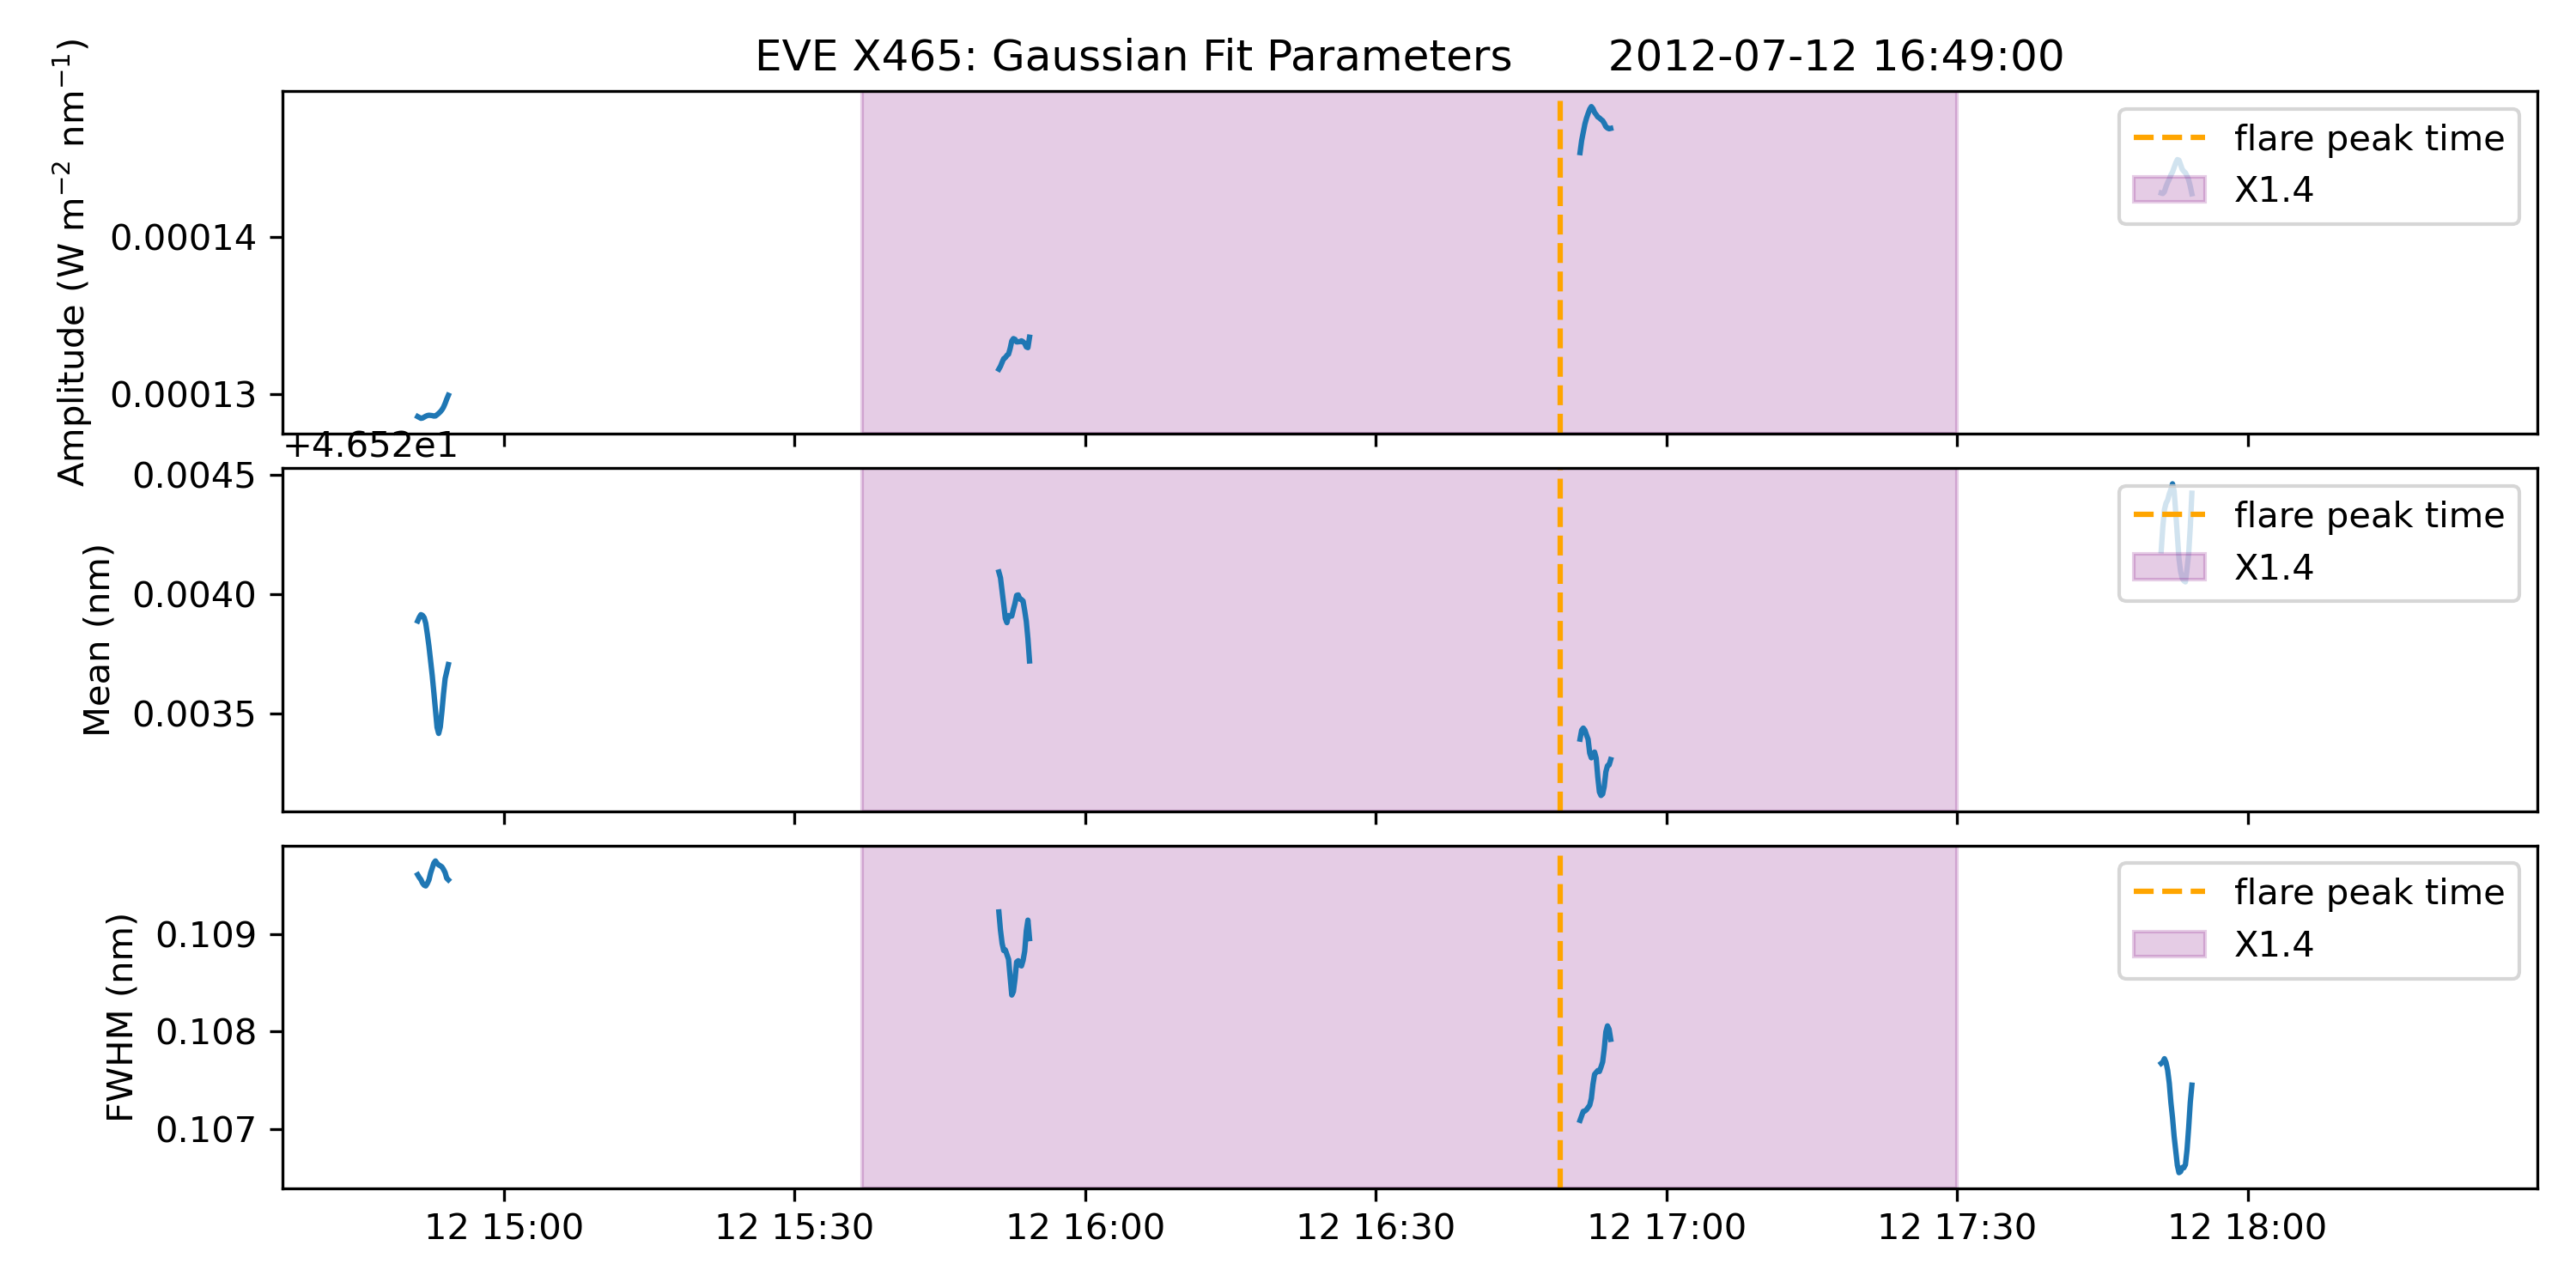 EVE X465: Gaussian Fit Parameters 2012-07-12 16:49:00
Amplitude (W m⁻² nm⁻¹)
0.00014
0.00013
flare peak time
X1.4
+4.652e1
Mean (nm)
0.0045
0.0040
0.0035
flare peak time
X1.4
FWHM (nm)
0.109
0.108
0.107
flare peak time
X1.4
12 15:00 12 15:30 12 16:00 12 16:30 12 17:00 12 17:30 12 18:00